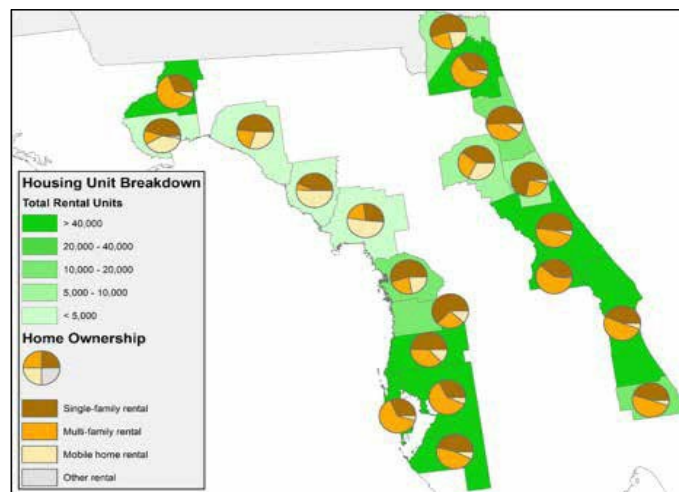 Housing Unit Breakdown
Total Rental Units
> 40,000
20,000 - 40,000
10,000 - 20,000
5,000 - 10,000
< 5,000
Home Ownership
Single-family rental
Multi-family rental
Mobile home rental
Other rental